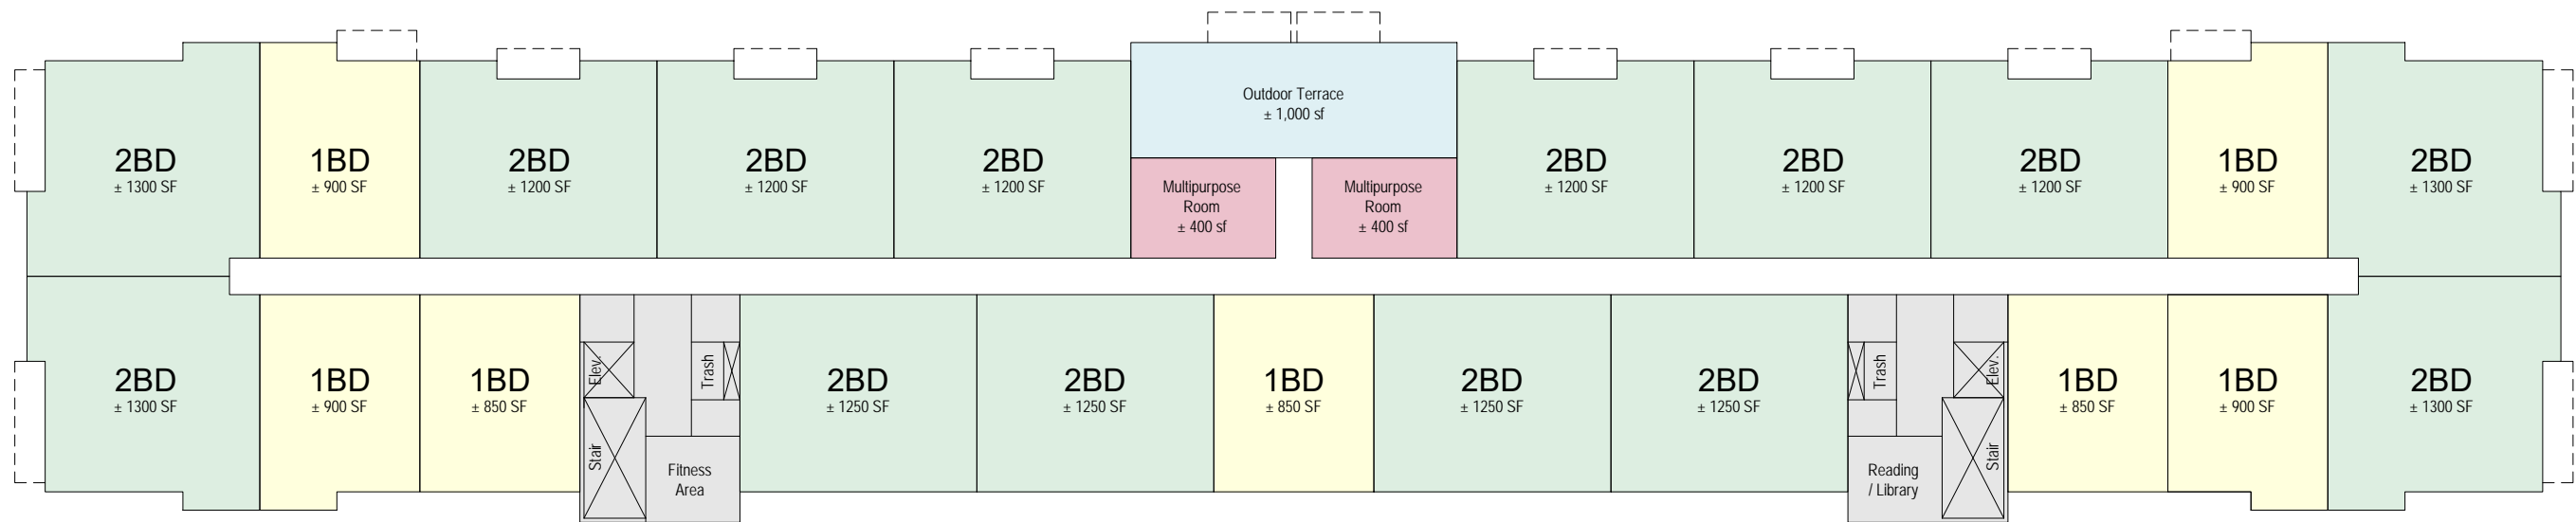 Outdoor Terrace
± 1,000 sf
2BD
± 1300 SF
1BD
± 900 SF
2BD
± 1200 SF
2BD
± 1200 SF
2BD
± 1200 SF
Multipurpose
Room
± 400 sf
Multipurpose
Room
± 400 sf
2BD
± 1200 SF
2BD
± 1200 SF
2BD
± 1200 SF
1BD
± 900 SF
2BD
± 1300 SF
2BD
± 1300 SF
1BD
± 900 SF
1BD
± 850 SF
Elev.
Trash
Stair
Fitness
Area
2BD
± 1250 SF
2BD
± 1250 SF
1BD
± 850 SF
2BD
± 1250 SF
2BD
± 1250 SF
Trash
Elev.
Reading
/ Library
Stair
1BD
± 850 SF
1BD
± 900 SF
2BD
± 1300 SF